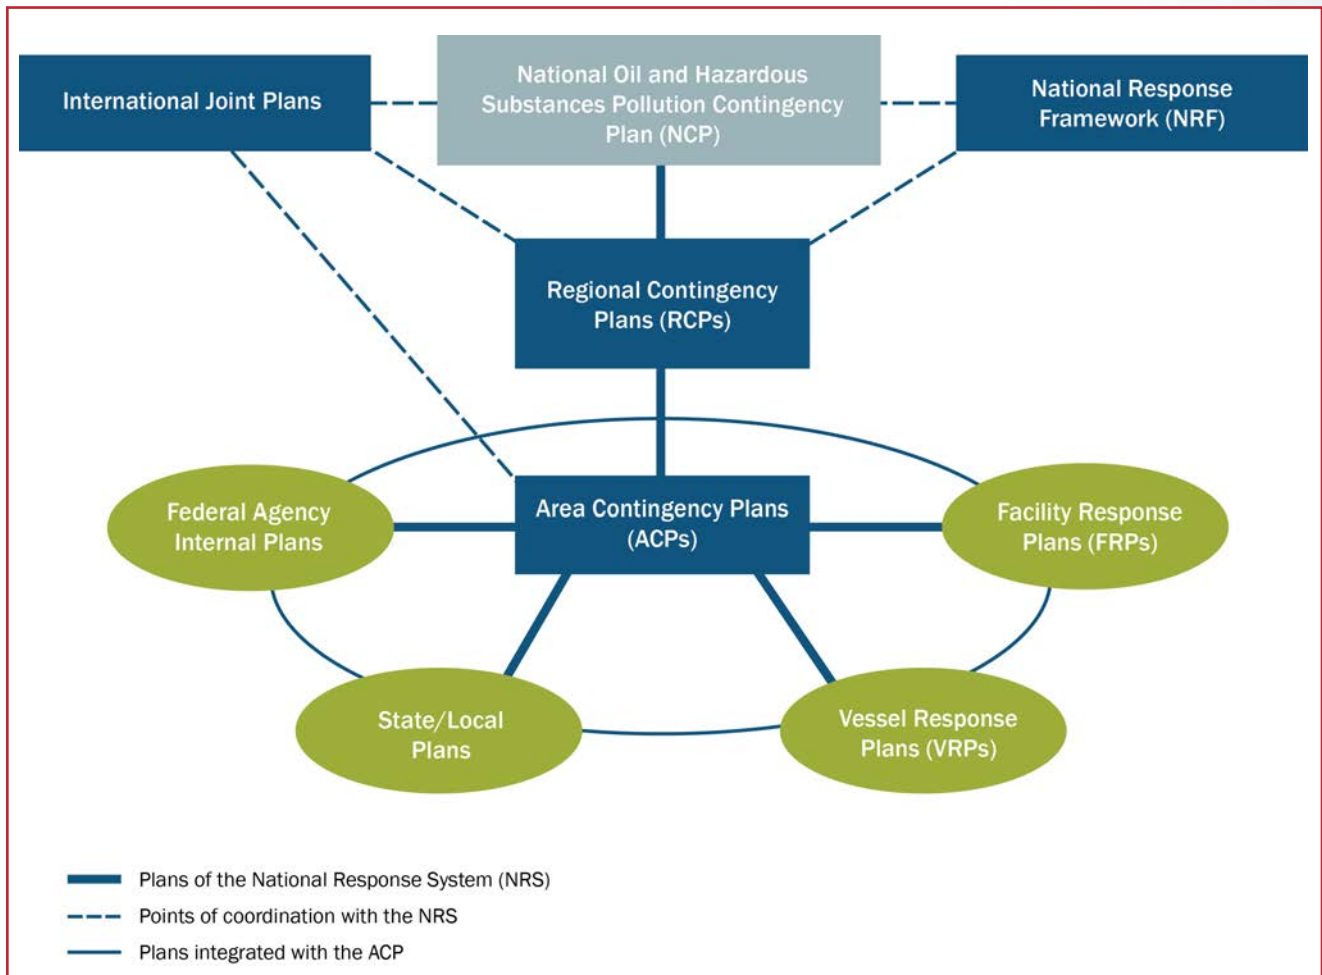 International Joint Plans
National Oil and Hazardous
Substances Pollution Contingency
Plan (NCP)
National Response
Framework (NRF)
Regional Contingency
Plans (RCPs)
Federal Agency
Internal Plans
Area Contingency Plans
(ACPs)
Facility Response
Plans (FRPs)
State/Local
Plans
Vessel Response
Plans (VRPs)
Plans of the National Response System (NRS)
Points of coordination with the NRS
Plans integrated with the ACP